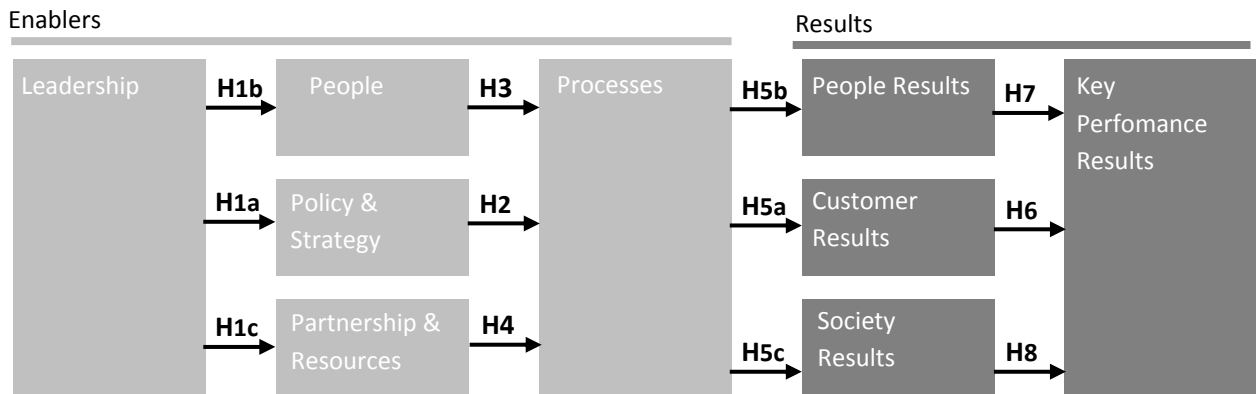 Enablers
Results
Leadership
H1b
People
H3
Processes
H5b
People Results
H7
Key
Perfomance
Results
H1a
Policy &
Strategy
H2
H5a
Customer
Results
H6
H1c
Partnership &
Resources
H4
H5c
Society
Results
H8